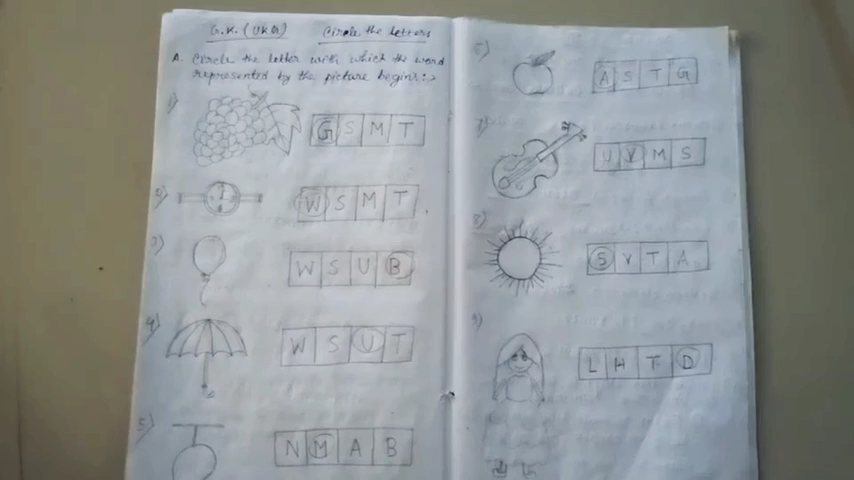 G.K. (UKG) Circle the letters
A. Circle the letter with which the word
represented by the picture begins:->
1) G S M T
2) W S M T
3) W S U B
4) W S U T
5) N M A B
6) A S T G
7) U V M S
8) S V T A
9) L H T D